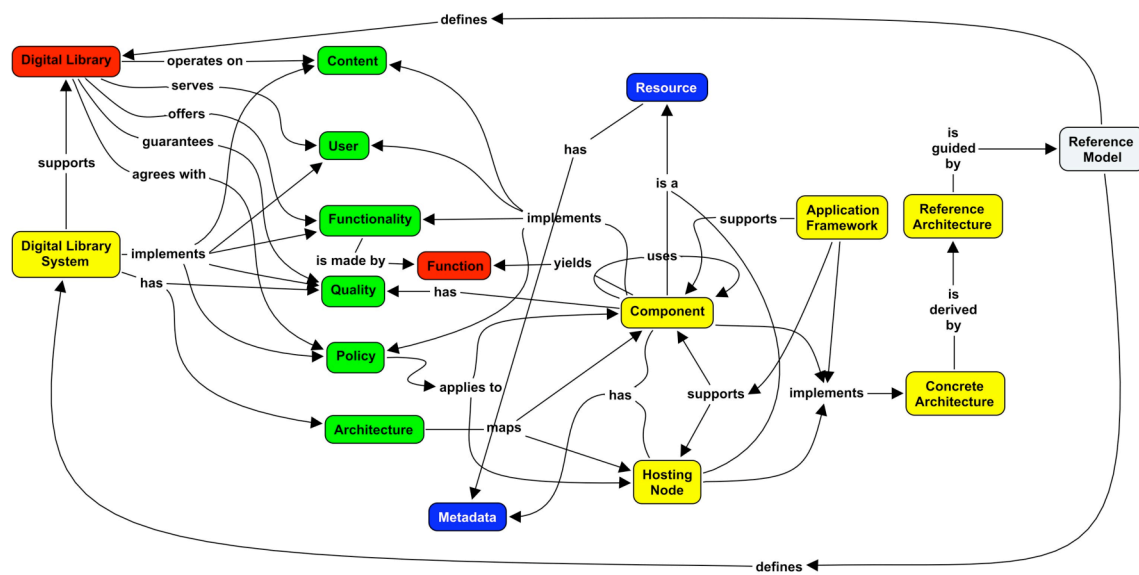 defines
Digital Library
operates on
Content
serves
Resource
offers
guarantees
User
has
is
guided
by
Reference
Model
supports
agrees with
is a
Functionality
implements
supports
Application
Framework
Reference
Architecture
Digital Library
System
implements
is made by
Function
yields
uses
has
Quality
has
Component
is
derived
by
Policy
applies to
has
supports
implements
Concrete
Architecture
Architecture
maps
Hosting
Node
Metadata
defines